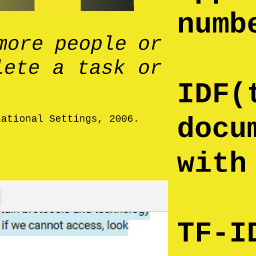 more people or
lete a task or
ational Settings, 2006.
if we cannot access, look
numbe
IDF(t
docum
with
TF-ID